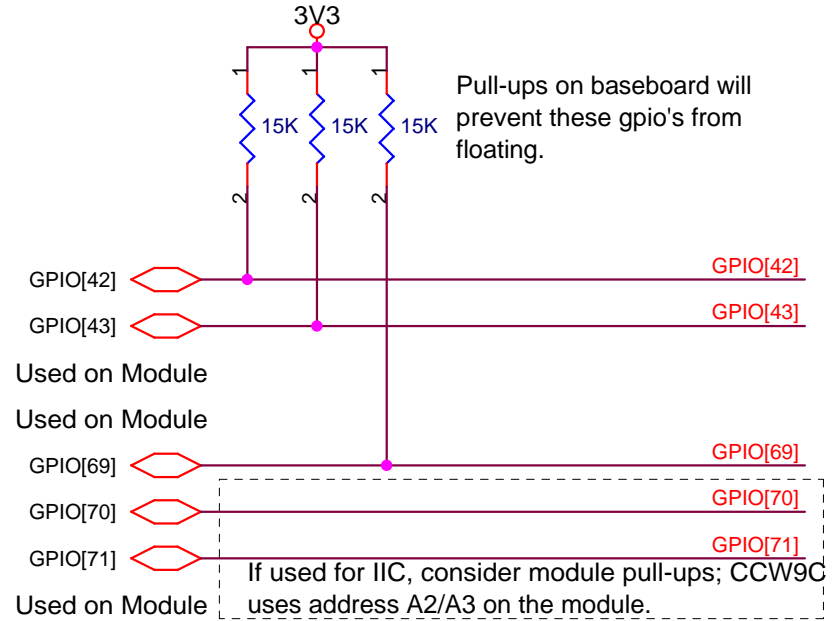 3V3
1 1 1
15K 15K 15K
2 2 2
Pull-ups on baseboard will
prevent these gpio's from
floating.
GPIO[42] GPIO[42]
GPIO[43] GPIO[43]
Used on Module
Used on Module
GPIO[69] GPIO[69]
GPIO[70] GPIO[70]
GPIO[71] GPIO[71]
If used for IIC, consider module pull-ups; CCW9C
uses address A2/A3 on the module.
Used on Module